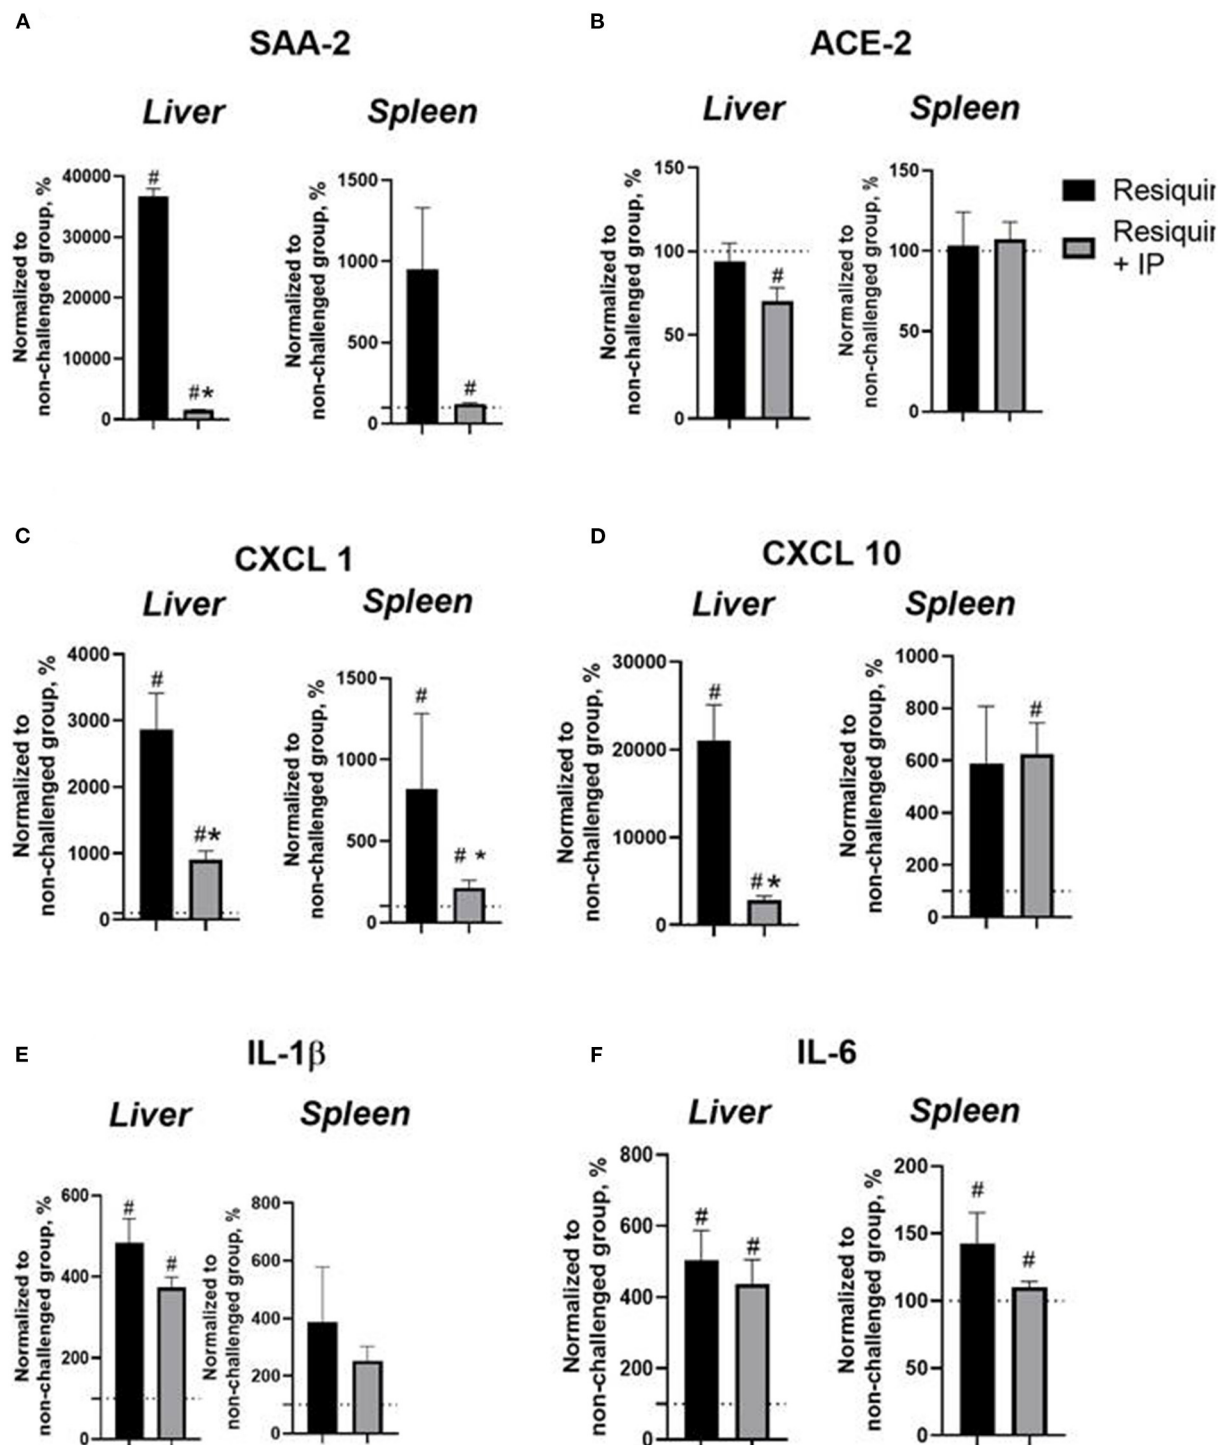 A
SAA-2
Liver
Spleen
Normalized to
non-challenged group, %
40000
30000
20000
10000
0
#
#*
Normalized to
non-challenged group, %
1500
1000
500
0
#
B
ACE-2
Liver
Spleen
Normalized to
non-challenged group, %
150
100
50
0
#
Normalized to
non-challenged group, %
150
100
50
0
Resiquin
Resiquin
+ IP
C
CXCL 1
Liver
Spleen
Normalized to
non-challenged group, %
4000
3000
2000
1000
0
#
#*
Normalized to
non-challenged group, %
1500
1000
500
0
#
# *
D
CXCL 10
Liver
Spleen
Normalized to
non-challenged group, %
30000
20000
10000
0
#
#*
Normalized to
non-challenged group, %
1000
800
600
400
200
0
#
E
IL-1β
Liver
Spleen
Normalized to
non-challenged group, %
600
400
200
0
#
#
Normalized to
non-challenged group, %
800
600
400
200
0
F
IL-6
Liver
Spleen
Normalized to
non-challenged group, %
800
600
400
200
0
#
#
Normalized to
non-challenged group, %
200
150
100
50
0
#
#